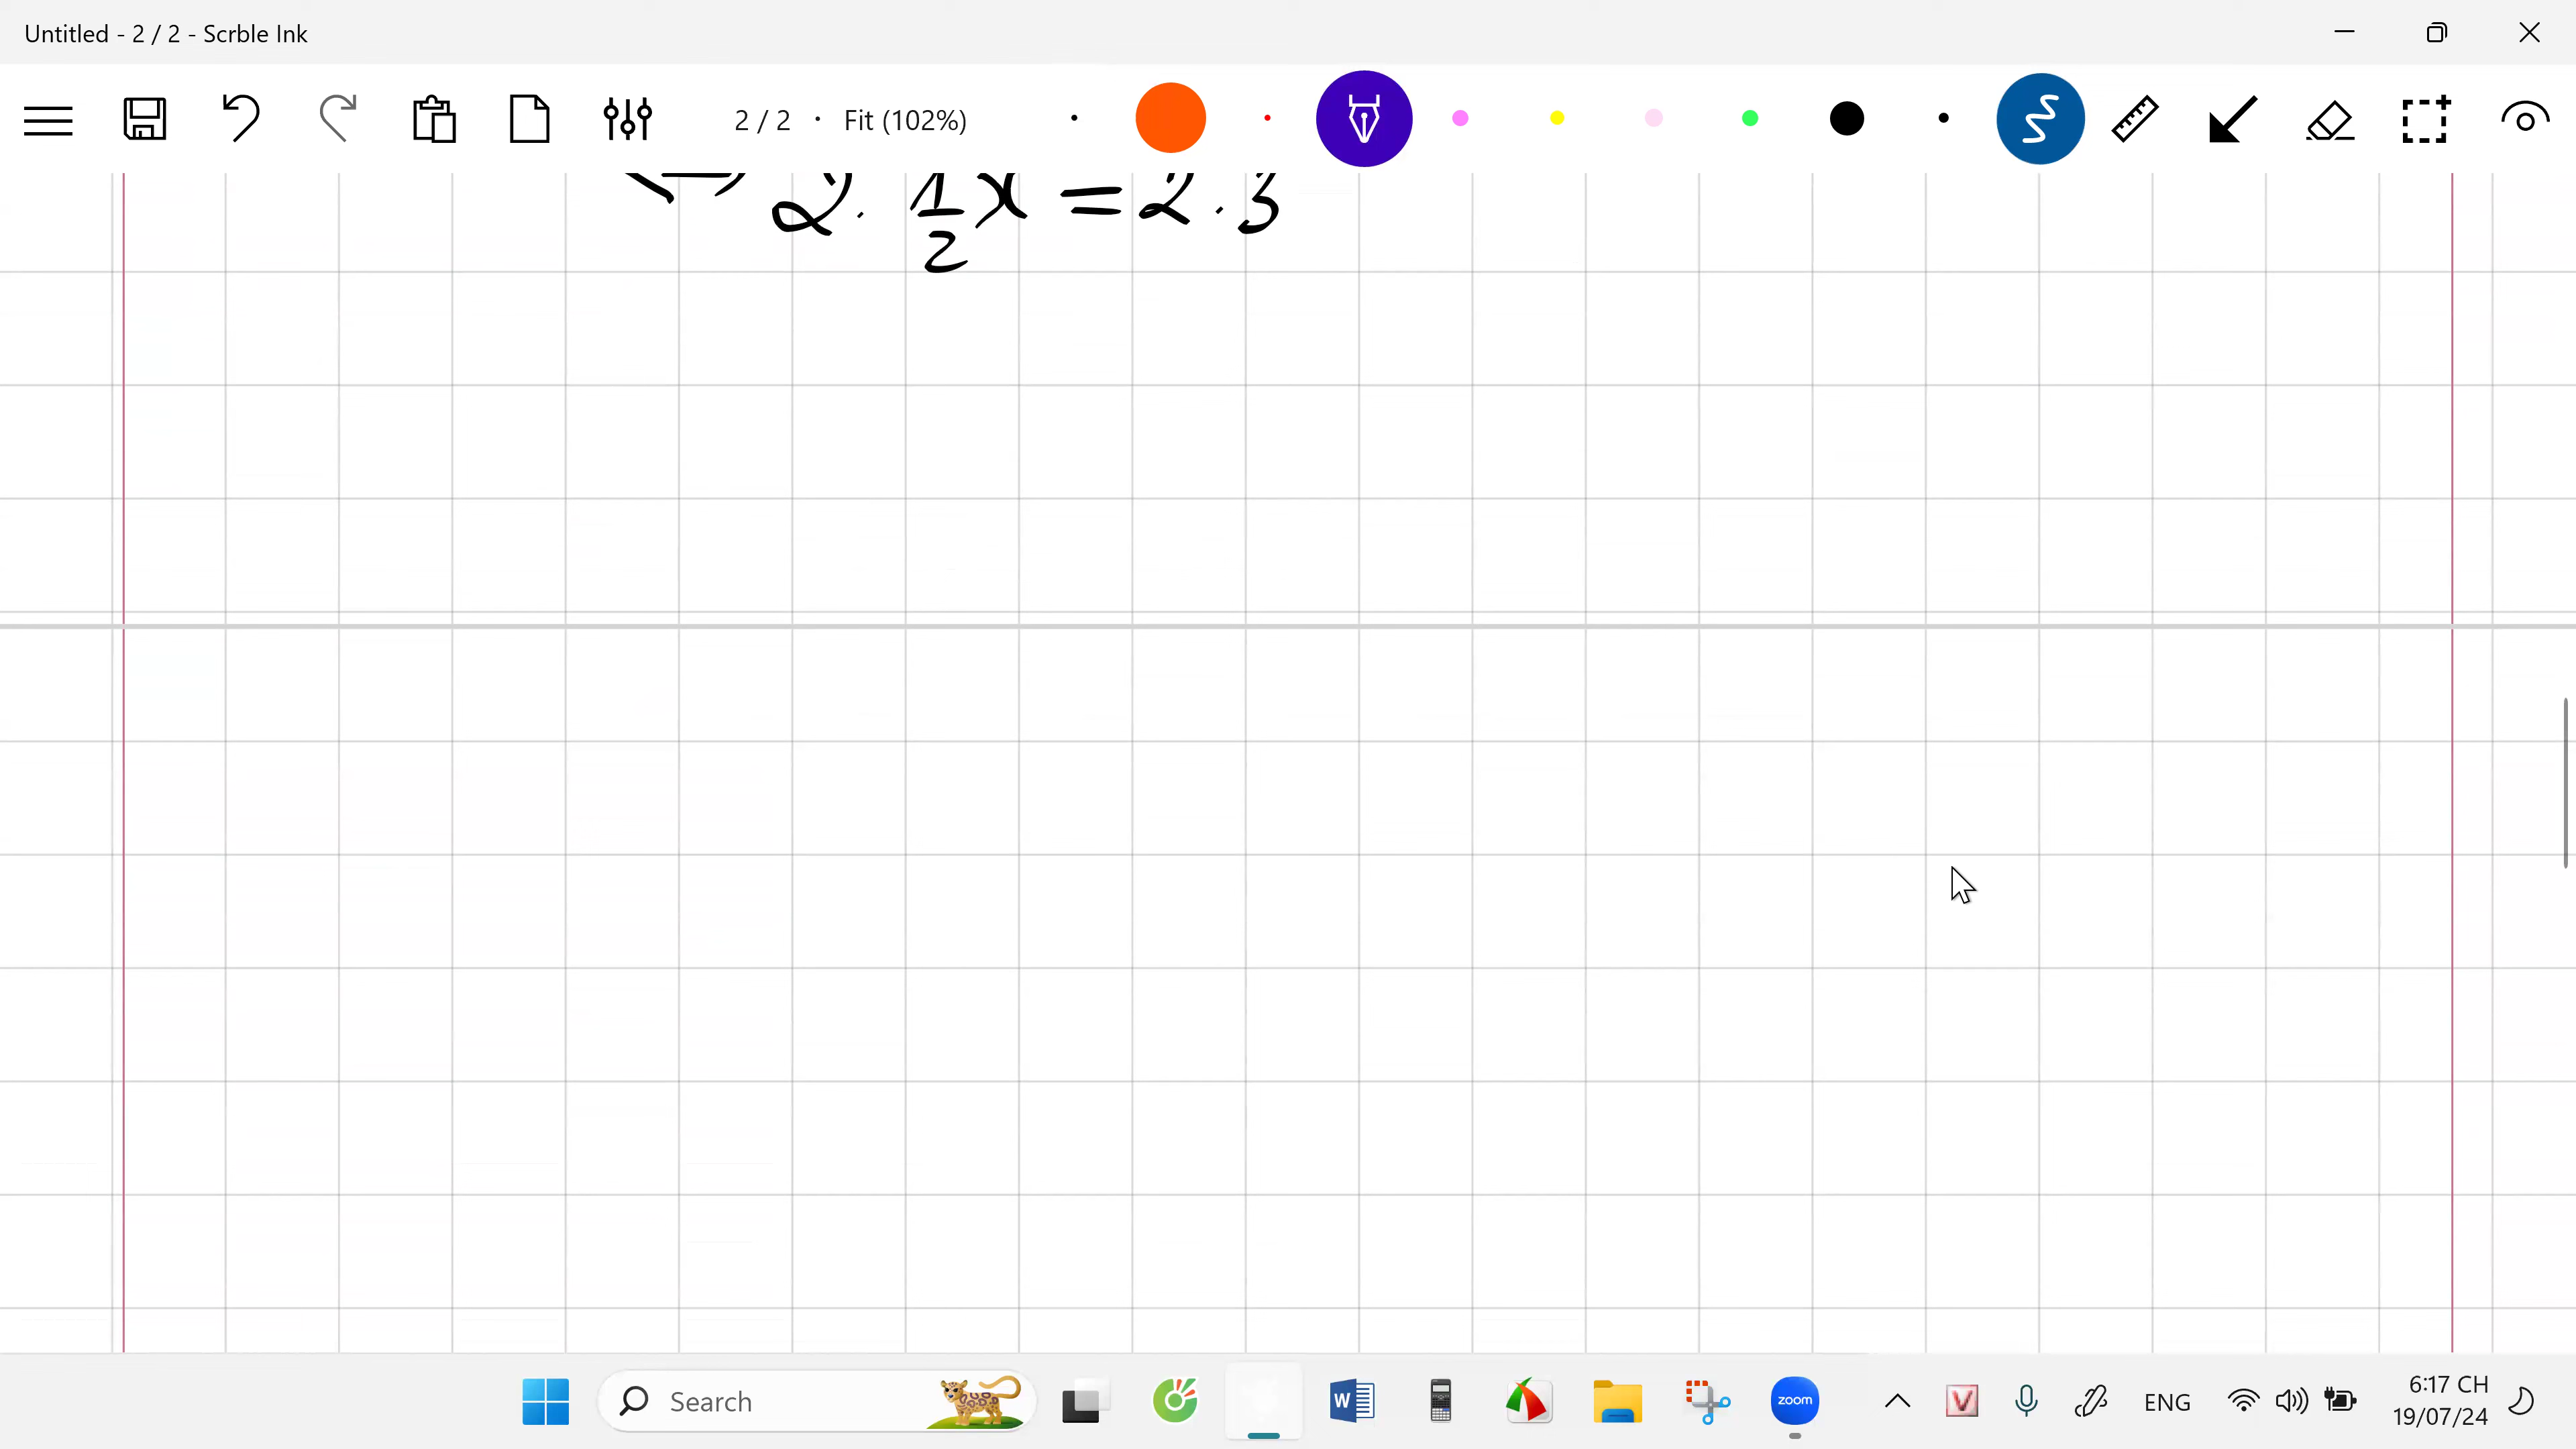 Untitled - 2 / 2 - Scrble Ink
2 / 2 · Fit (102%)
⇔ 2. 1/2 x = 2.3
Search
W
zoom
V
ENG
6:17 CH
19/07/24